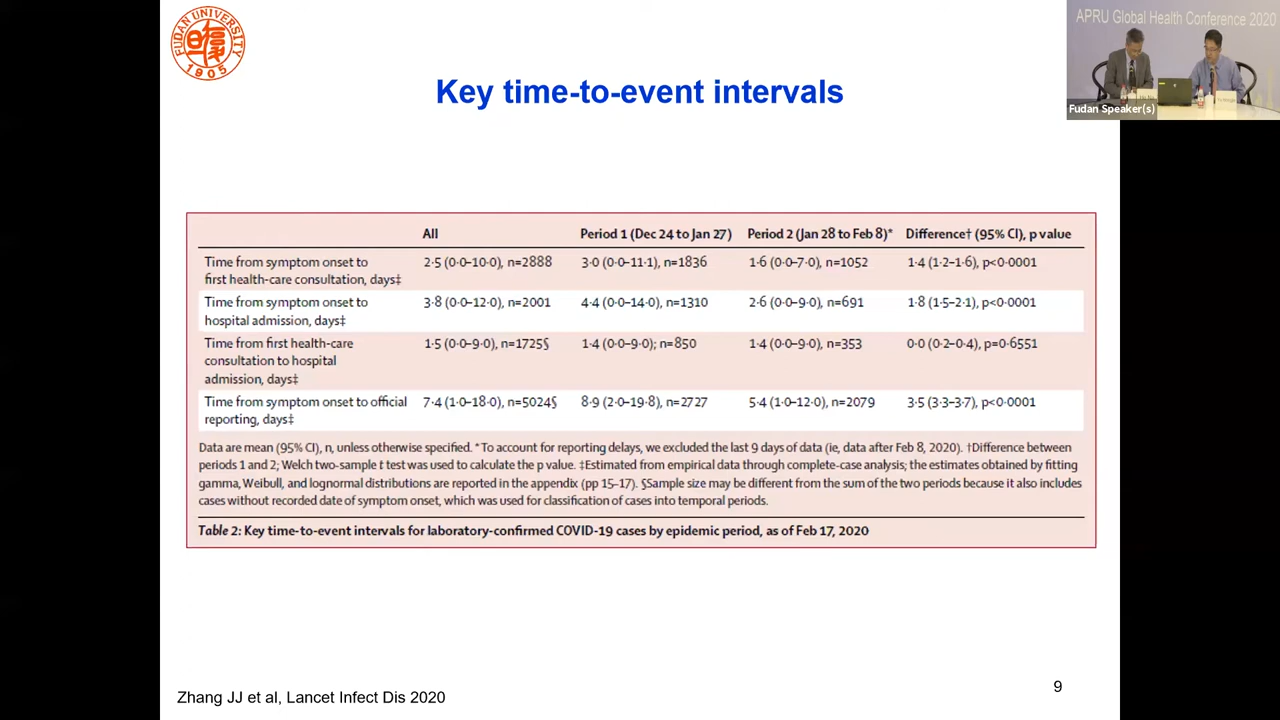 FUDAN UNIVERSITY
1905
APRU Global Health Conference 2020
Fudan Speaker(s)
Key time-to-event intervals
All Period 1 (Dec 24 to Jan 27) Period 2 (Jan 28 to Feb 8)* Difference† (95% CI), p value
Time from symptom onset to
first health-care consultation, days‡ 2·5 (0·0–10·0), n=2888 3·0 (0·0–11·1), n=1836 1·6 (0·0–7·0), n=1052 1·4 (1·2–1·6), p<0·0001
Time from symptom onset to
hospital admission, days‡ 3·8 (0·0–12·0), n=2001 4·4 (0·0–14·0), n=1310 2·6 (0·0–9·0), n=691 1·8 (1·5–2·1), p<0·0001
Time from first health-care
consultation to hospital
admission, days‡ 1·5 (0·0–9·0), n=1725§ 1·4 (0·0–9·0); n=850 1·4 (0·0–9·0), n=353 0·0 (0·2–0·4), p=0·6551
Time from symptom onset to official
reporting, days‡ 7·4 (1·0–18·0), n=5024§ 8·9 (2·0–19·8), n=2727 5·4 (1·0–12·0), n=2079 3·5 (3·3–3·7), p<0·0001
Data are mean (95% CI), n, unless otherwise specified. *To account for reporting delays, we excluded the last 9 days of data (ie, data after Feb 8, 2020). †Difference between
periods 1 and 2; Welch two-sample t test was used to calculate the p value. ‡Estimated from empirical data through complete-case analysis; the estimates obtained by fitting
gamma, Weibull, and lognormal distributions are reported in the appendix (pp 15–17). §Sample size may be different from the sum of the two periods because it also includes
cases without recorded date of symptom onset, which was used for classification of cases into temporal periods.
Table 2: Key time-to-event intervals for laboratory-confirmed COVID-19 cases by epidemic period, as of Feb 17, 2020
Zhang JJ et al, Lancet Infect Dis 2020
9